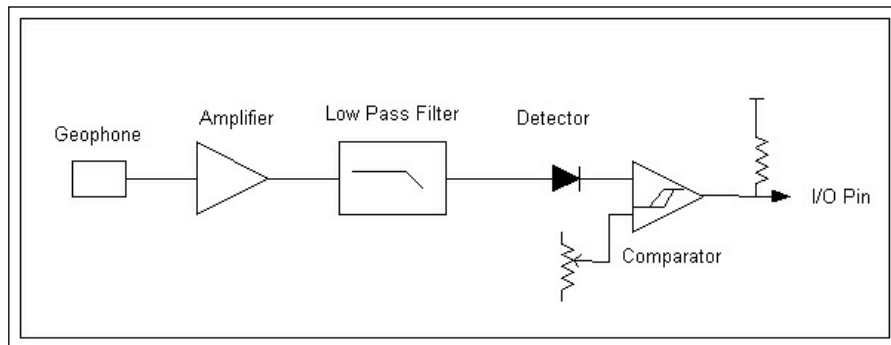 Geophone
Amplifier
Low Pass Filter
Detector
Comparator
I/O Pin